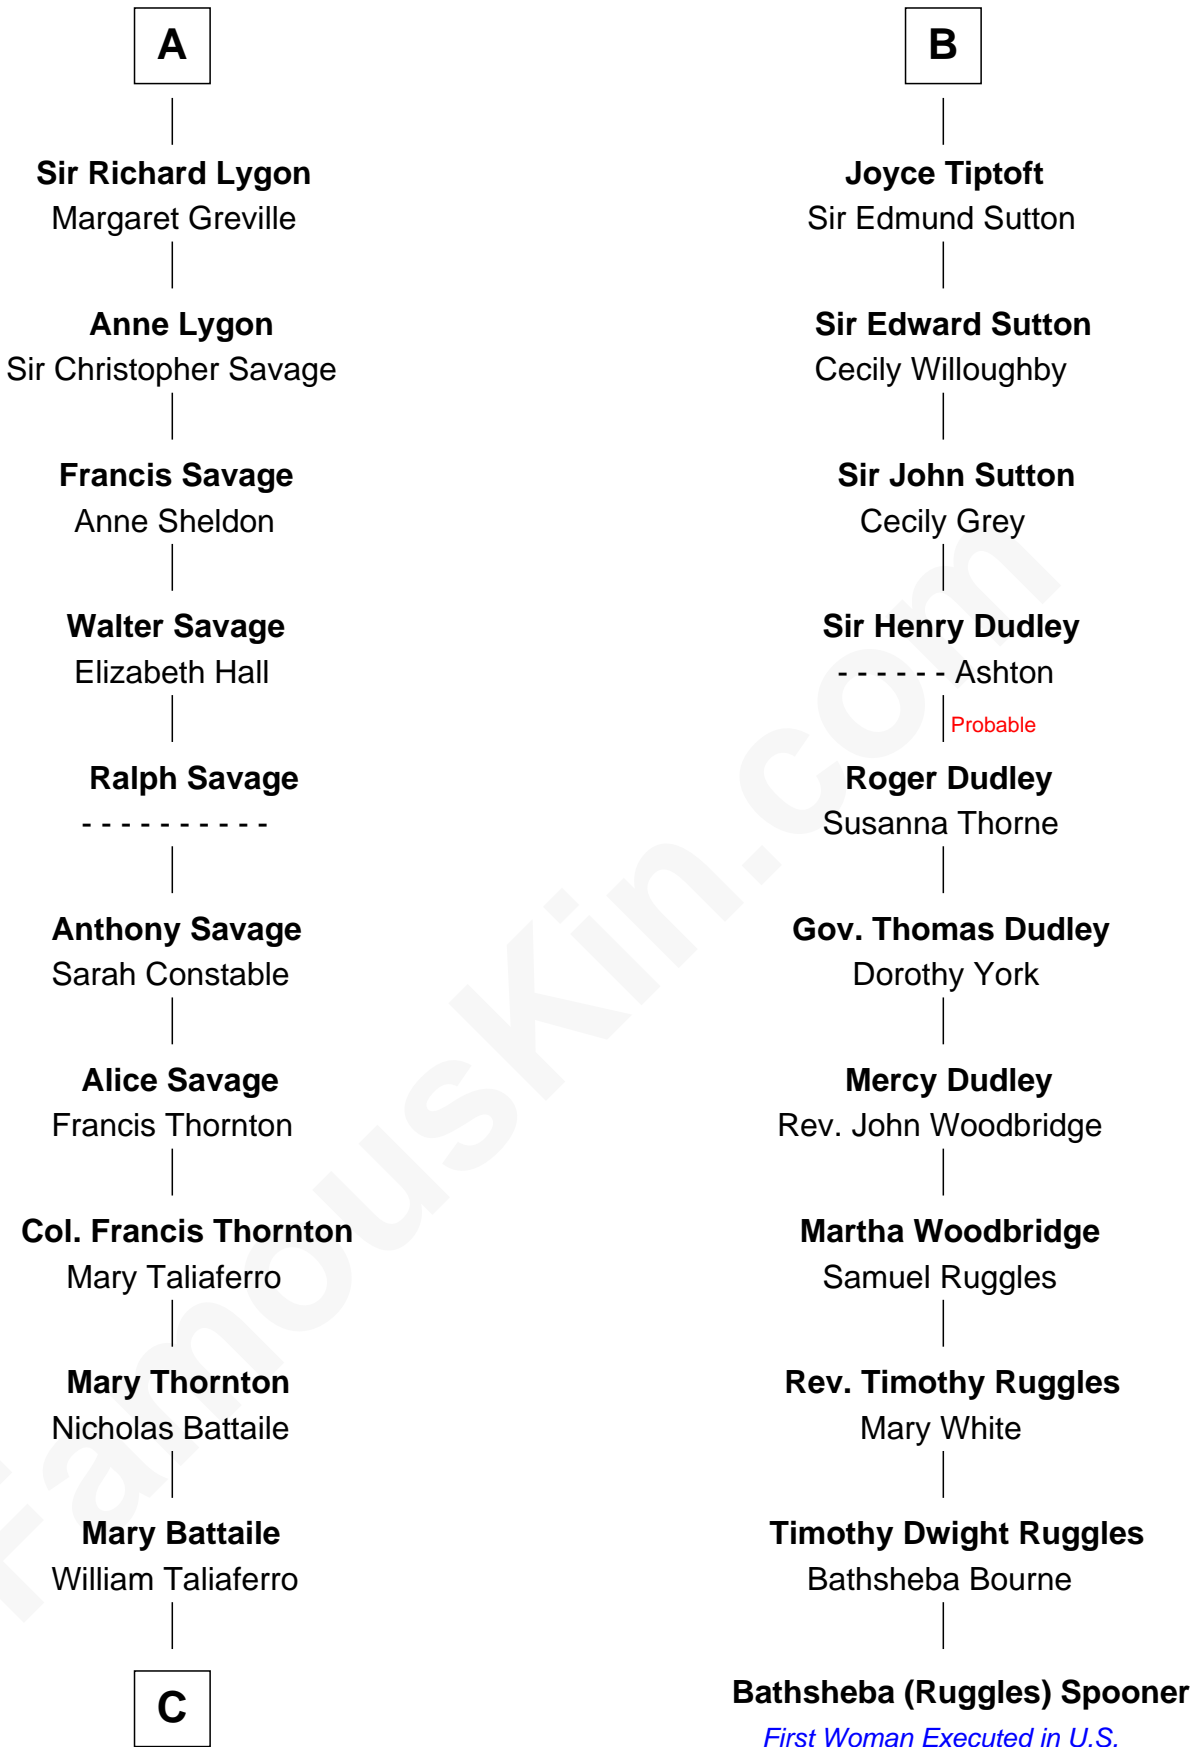 A
Sir Richard Lygon
Margaret Greville
Anne Lygon
Sir Christopher Savage
Francis Savage
Anne Sheldon
Walter Savage
Elizabeth Hall
Ralph Savage
- - - - - - - - - -
Anthony Savage
Sarah Constable
Alice Savage
Francis Thornton
Col. Francis Thornton
Mary Taliaferro
Mary Thornton
Nicholas Battaile
Mary Battaile
William Taliaferro
C
B
Joyce Tiptoft
Sir Edmund Sutton
Sir Edward Sutton
Cecily Willoughby
Sir John Sutton
Cecily Grey
Sir Henry Dudley
- - - - - - Ashton
Probable
Roger Dudley
Susanna Thorne
Gov. Thomas Dudley
Dorothy York
Mercy Dudley
Rev. John Woodbridge
Martha Woodbridge
Samuel Ruggles
Rev. Timothy Ruggles
Mary White
Timothy Dwight Ruggles
Bathsheba Bourne
Bathsheba (Ruggles) Spooner
First Woman Executed in U.S.
FamousKin.com